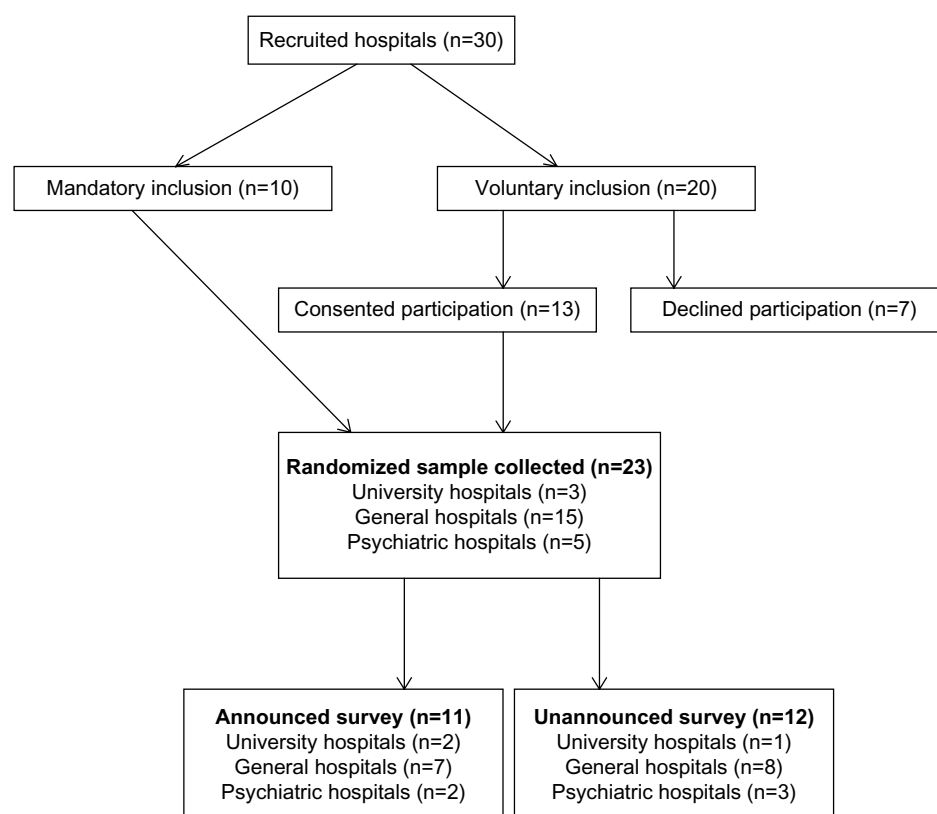 Recruited hospitals (n=30)
Mandatory inclusion (n=10)
Voluntary inclusion (n=20)
Consented participation (n=13)
Declined participation (n=7)
Randomized sample collected (n=23)
University hospitals (n=3)
General hospitals (n=15)
Psychiatric hospitals (n=5)
Announced survey (n=11)
University hospitals (n=2)
General hospitals (n=7)
Psychiatric hospitals (n=2)
Unannounced survey (n=12)
University hospitals (n=1)
General hospitals (n=8)
Psychiatric hospitals (n=3)